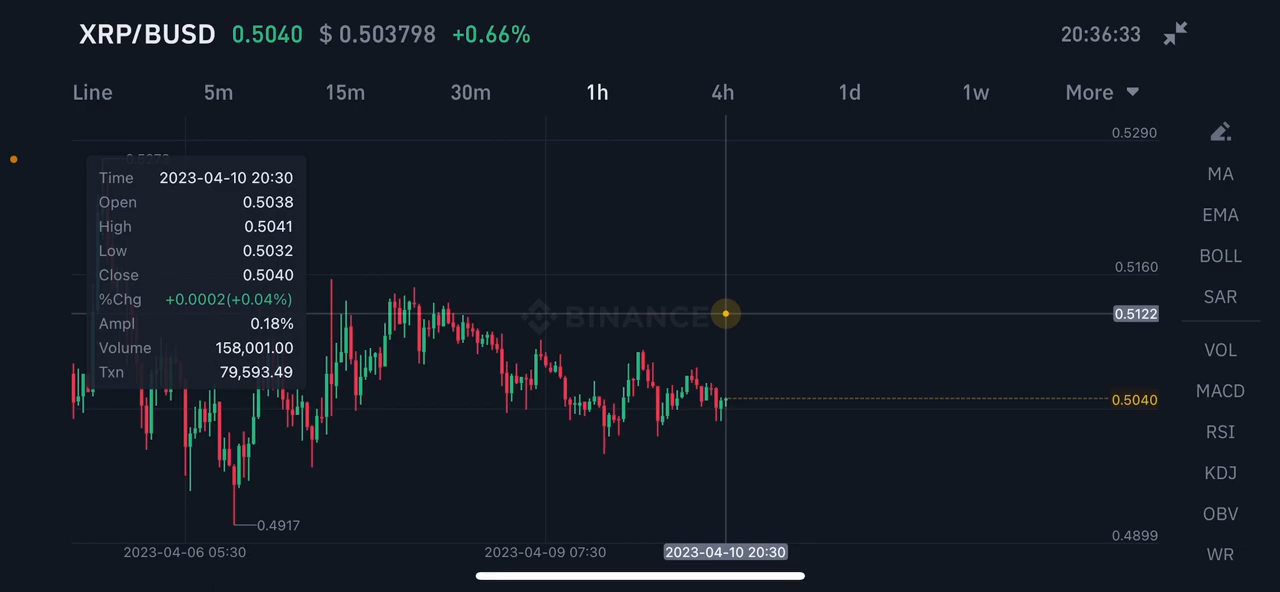 XRP/BUSD 0.5040 $ 0.503798 +0.66% 20:36:33
Line 5m 15m 30m 1h 4h 1d 1w More
0.5290
MA
Time 2023-04-10 20:30
Open 0.5038
EMA
High 0.5041
Low 0.5032
BOLL
0.5160
Close 0.5040
%Chg +0.0002(+0.04%)
SAR
BINANCE
0.5122
Ampl 0.18%
Volume 158,001.00
VOL
Txn 79,593.49
MACD
0.5040
RSI
KDJ
OBV
0.4917
0.4899
2023-04-06 05:30 2023-04-09 07:30 2023-04-10 20:30
WR